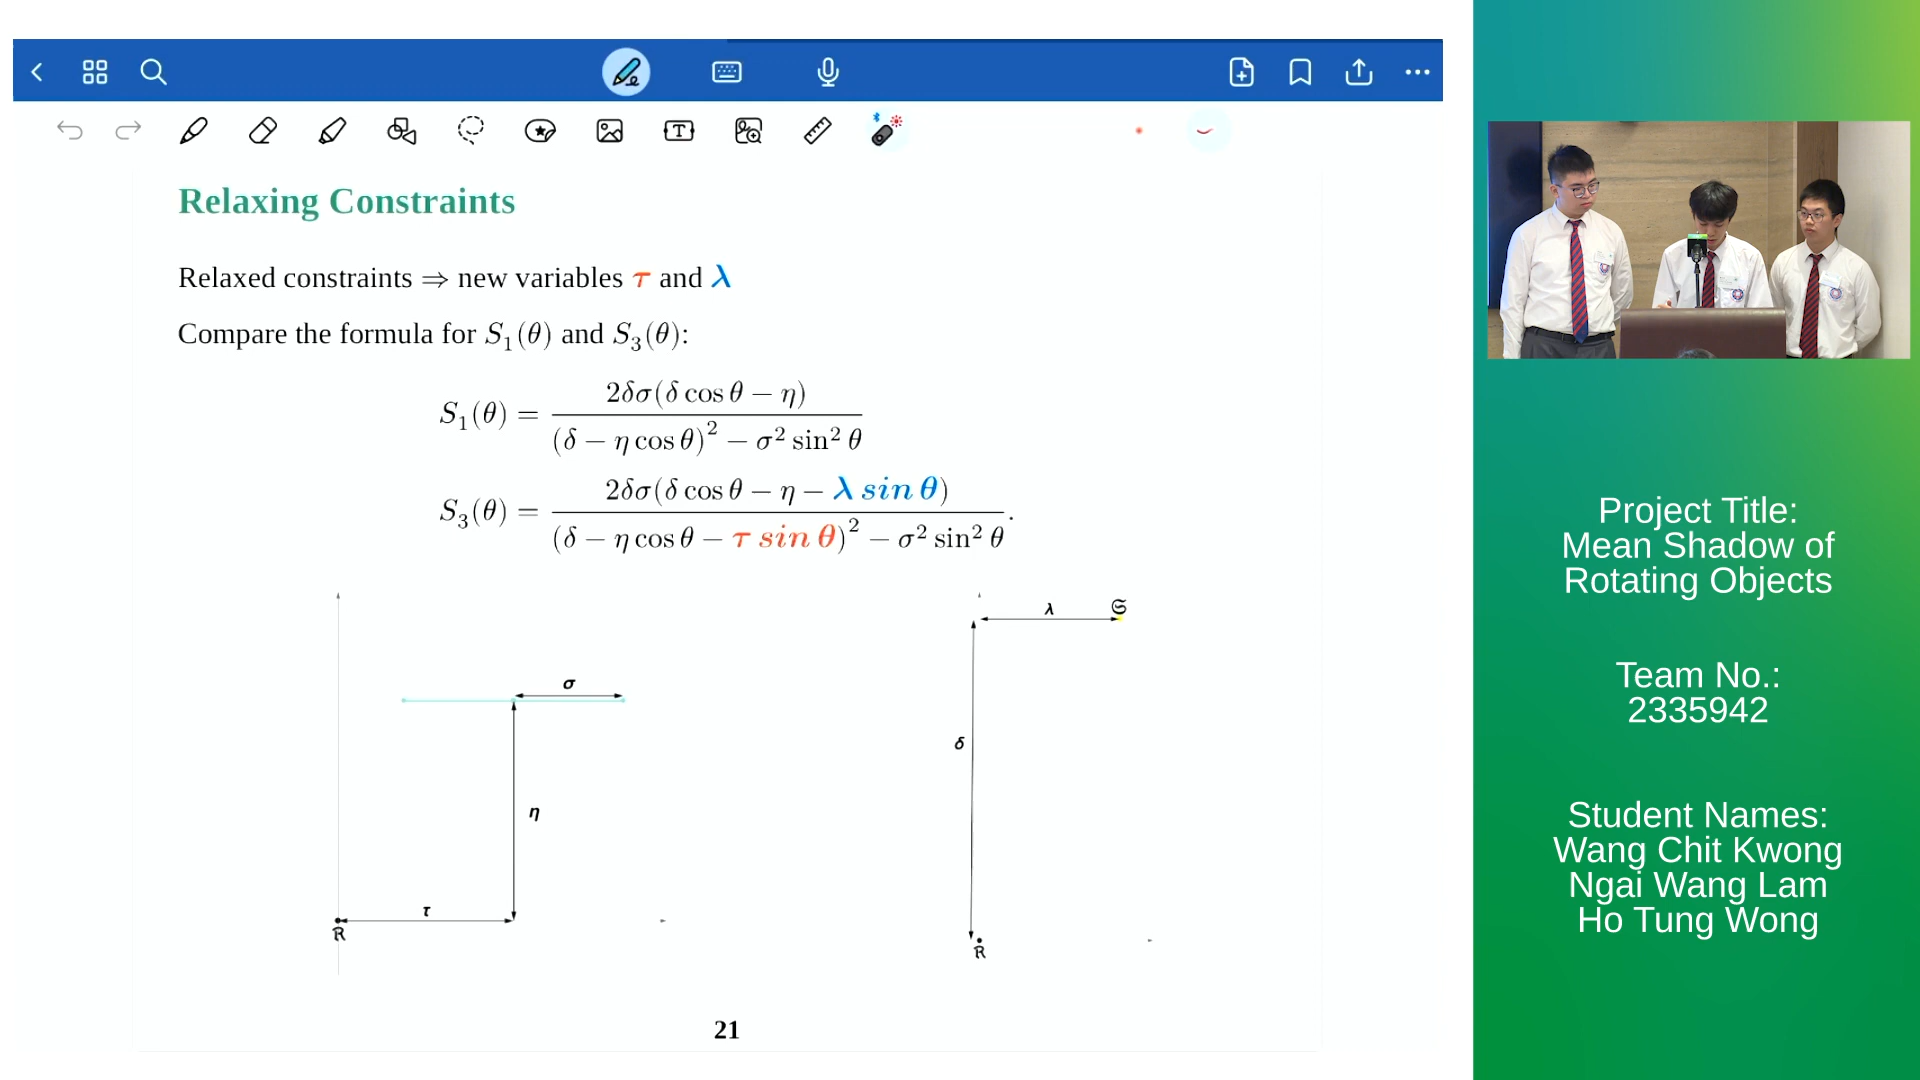 Relaxing Constraints
Relaxed constraints ⇒ new variables τ and λ
Compare the formula for S₁(θ) and S₃(θ):
S₁(θ) = 2δσ(δ cos θ − η) / (δ − η cos θ)² − σ² sin² θ
S₃(θ) = 2δσ(δ cos θ − η − λ sin θ) / (δ − η cos θ − τ sin θ)² − σ² sin² θ.
σ
η
τ
ℜ
λ
𝔖
δ
ℜ
21
Project Title:
Mean Shadow of
Rotating Objects
Team No.:
2335942
Student Names:
Wang Chit Kwong
Ngai Wang Lam
Ho Tung Wong